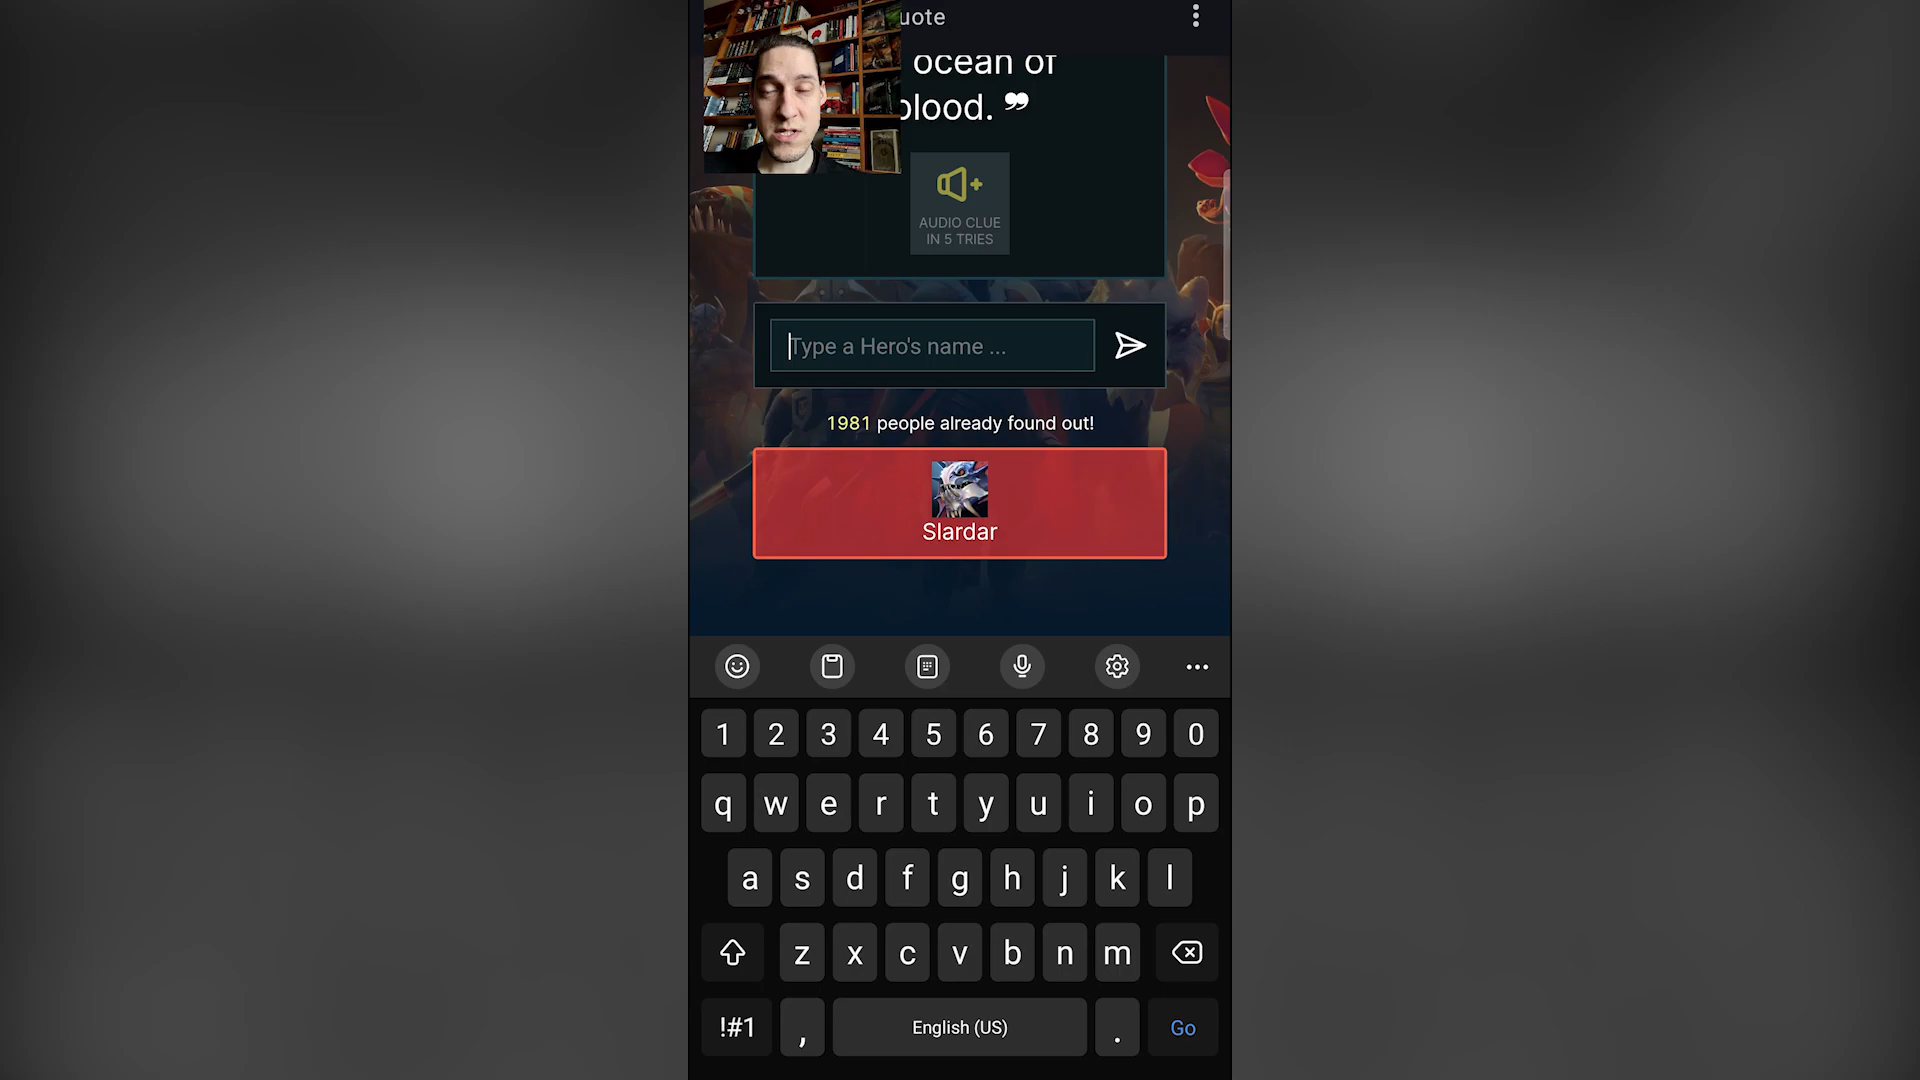 uote
ocean of
blood. ❞
AUDIO CLUE
IN 5 TRIES
Type a Hero's name ...
1981 people already found out!
Slardar
1 2 3 4 5 6 7 8 9 0
q w e r t y u i o p
a s d f g h j k l
z x c v b n m
!#1 , English (US) . Go